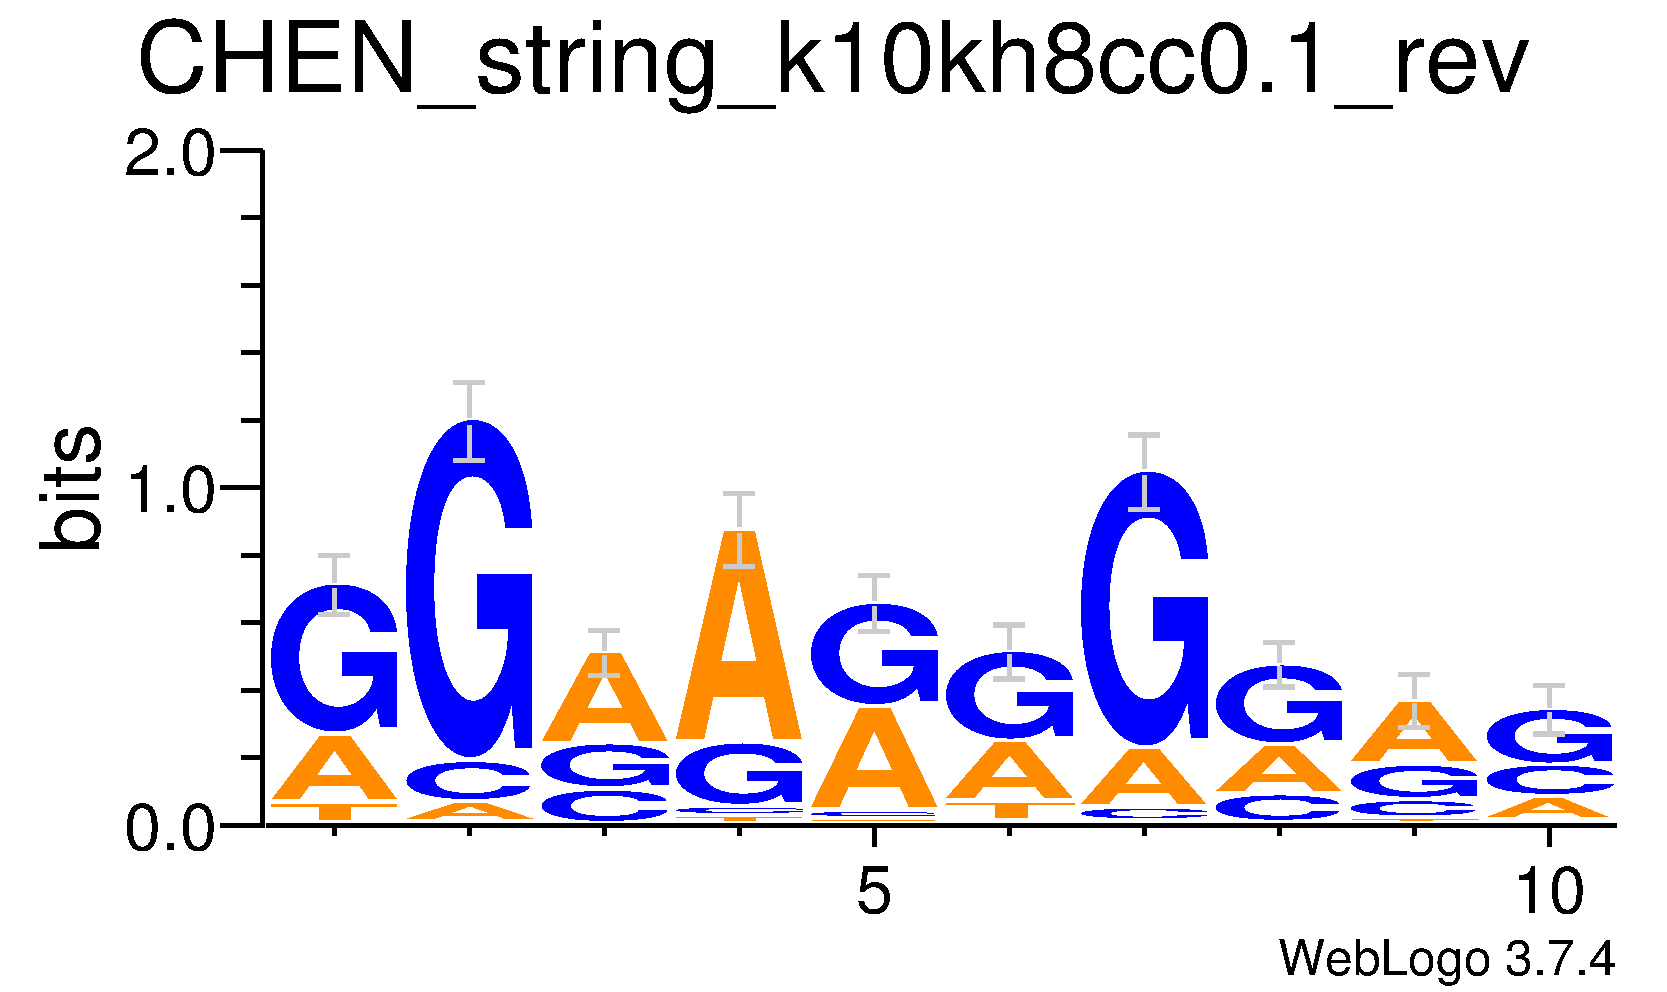 CHEN_string_k10kh8cc0.1_rev
2.0
1.0
0.0
bits
G A T
G C A
A G C
A G C T
G A C
G A T
G A C
G A C
A G C
G C A
5
10
WebLogo 3.7.4